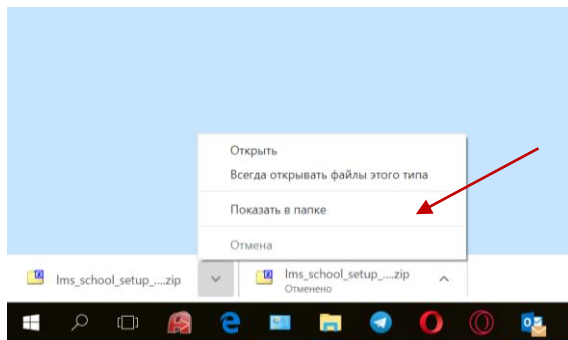 Открыть
Всегда открывать файлы этого типа
Показать в папке
Отмена
lms_school_setup_....zip
lms_school_setup_....zip
Отменено